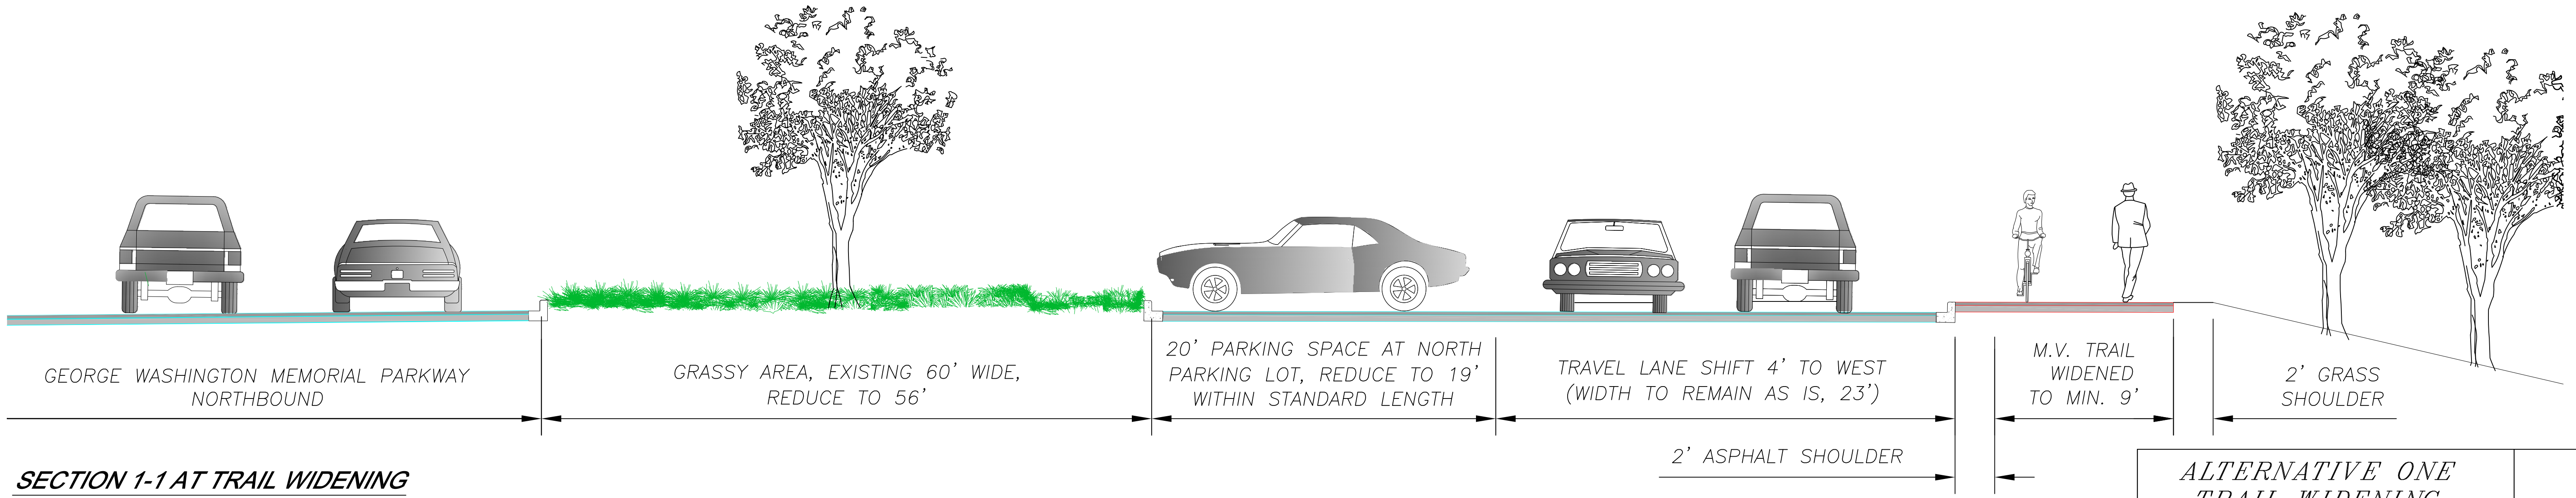 GEORGE WASHINGTON MEMORIAL PARKWAY
NORTHBOUND
GRASSY AREA, EXISTING 60' WIDE,
REDUCE TO 56'
20' PARKING SPACE AT NORTH
PARKING LOT, REDUCE TO 19'
WITHIN STANDARD LENGTH
TRAVEL LANE SHIFT 4' TO WEST
(WIDTH TO REMAIN AS IS, 23')
M.V. TRAIL
WIDENED
TO MIN. 9'
2' GRASS
SHOULDER
2' ASPHALT SHOULDER
SECTION 1-1 AT TRAIL WIDENING
ALTERNATIVE ONE
TRAIL WIDENING